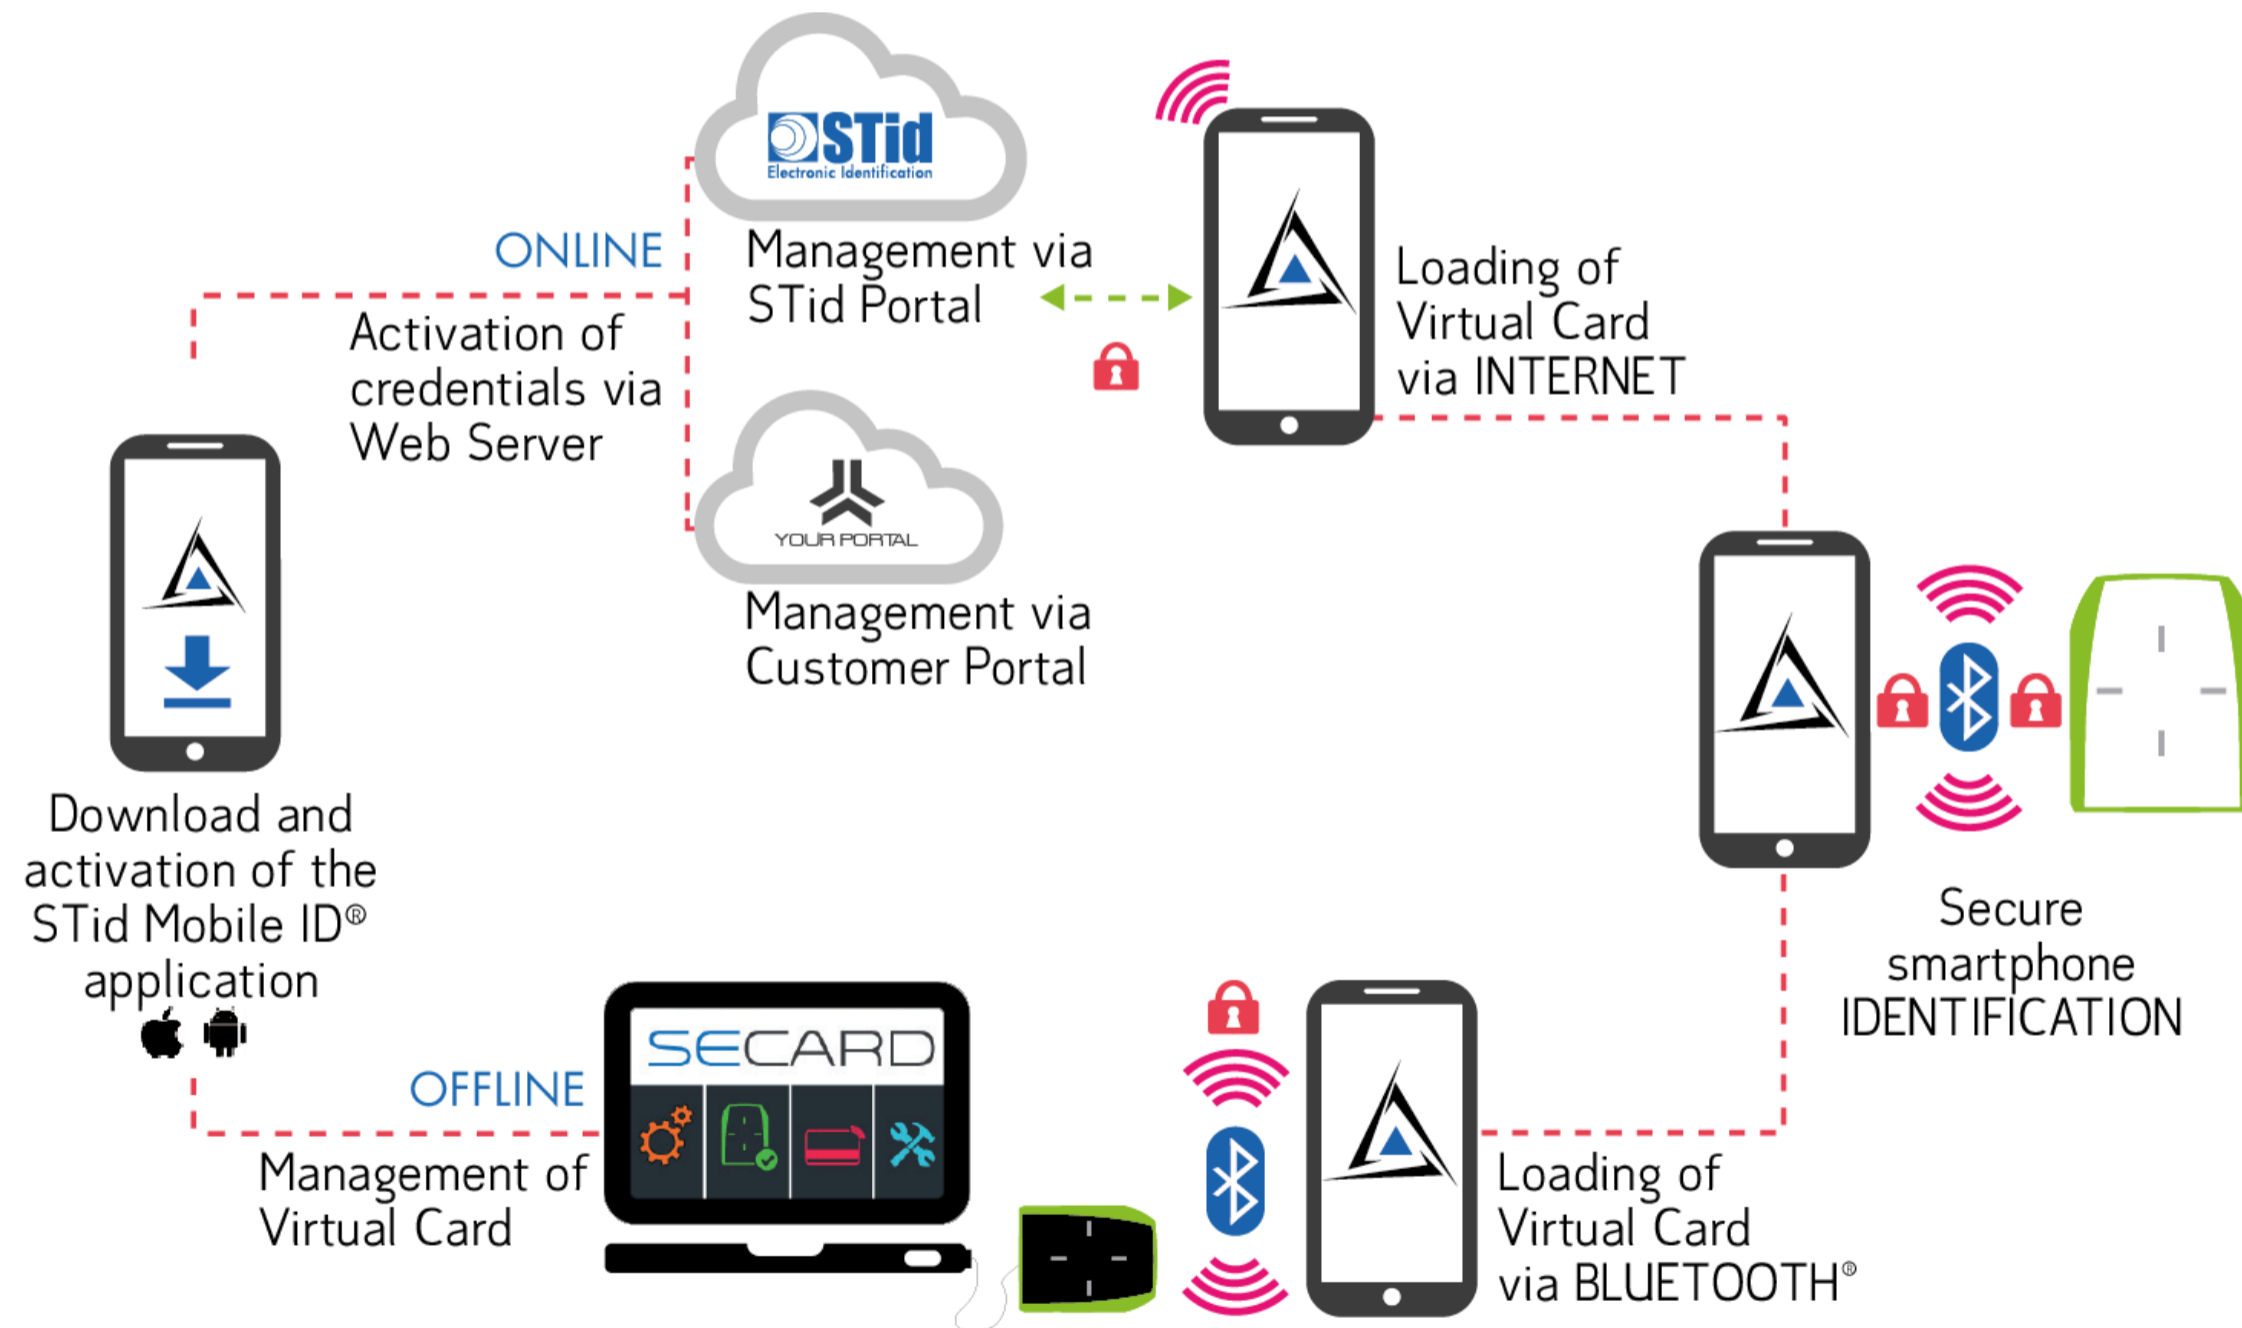 STid
Electronic Identification
ONLINE
Management via
STid Portal
Activation of
credentials via
Web Server
Loading of
Virtual Card
via INTERNET
YOUR PORTAL
Management via
Customer Portal
Download and
activation of the
STid Mobile ID®
application
Secure
smartphone
IDENTIFICATION
OFFLINE
Management of
Virtual Card
SECARD
Loading of
Virtual Card
via BLUETOOTH®